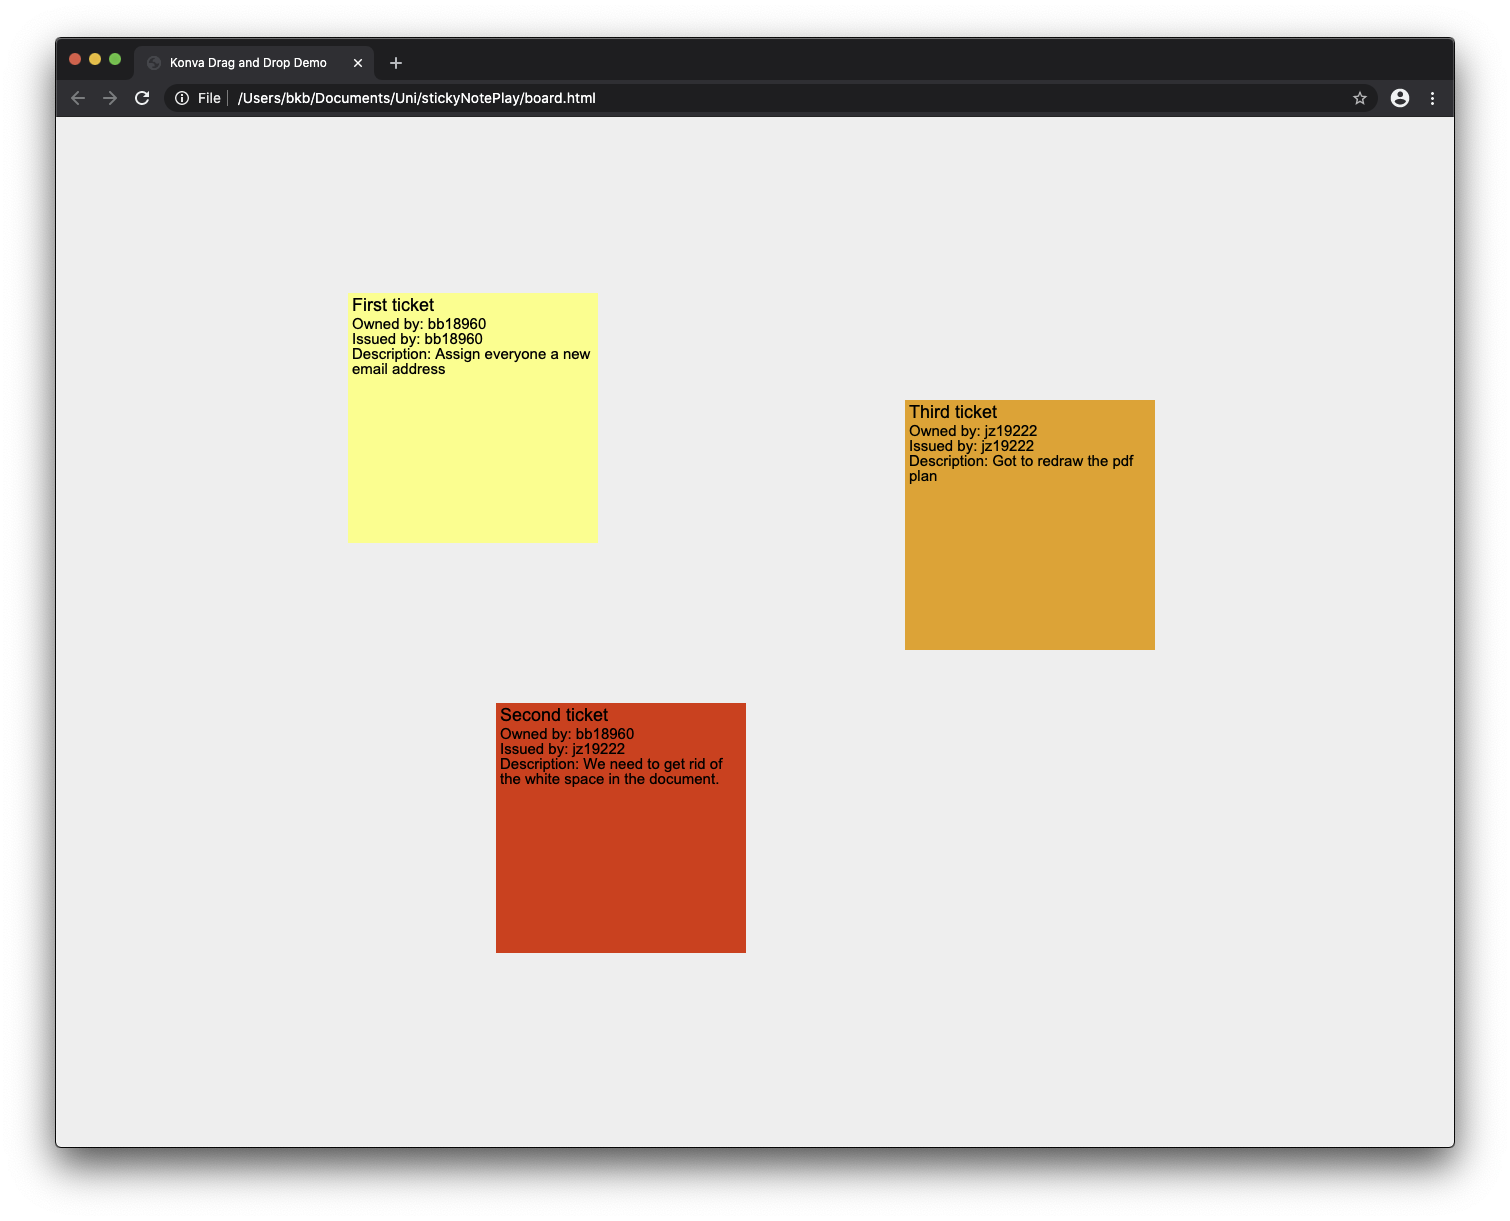 Konva Drag and Drop Demo
File
/Users/bkb/Documents/Uni/stickyNotePlay/board.html
First ticket
Owned by: bb18960
Issued by: bb18960
Description: Assign everyone a new
email address
Third ticket
Owned by: jz19222
Issued by: jz19222
Description: Got to redraw the pdf
plan
Second ticket
Owned by: bb18960
Issued by: jz19222
Description: We need to get rid of
the white space in the document.